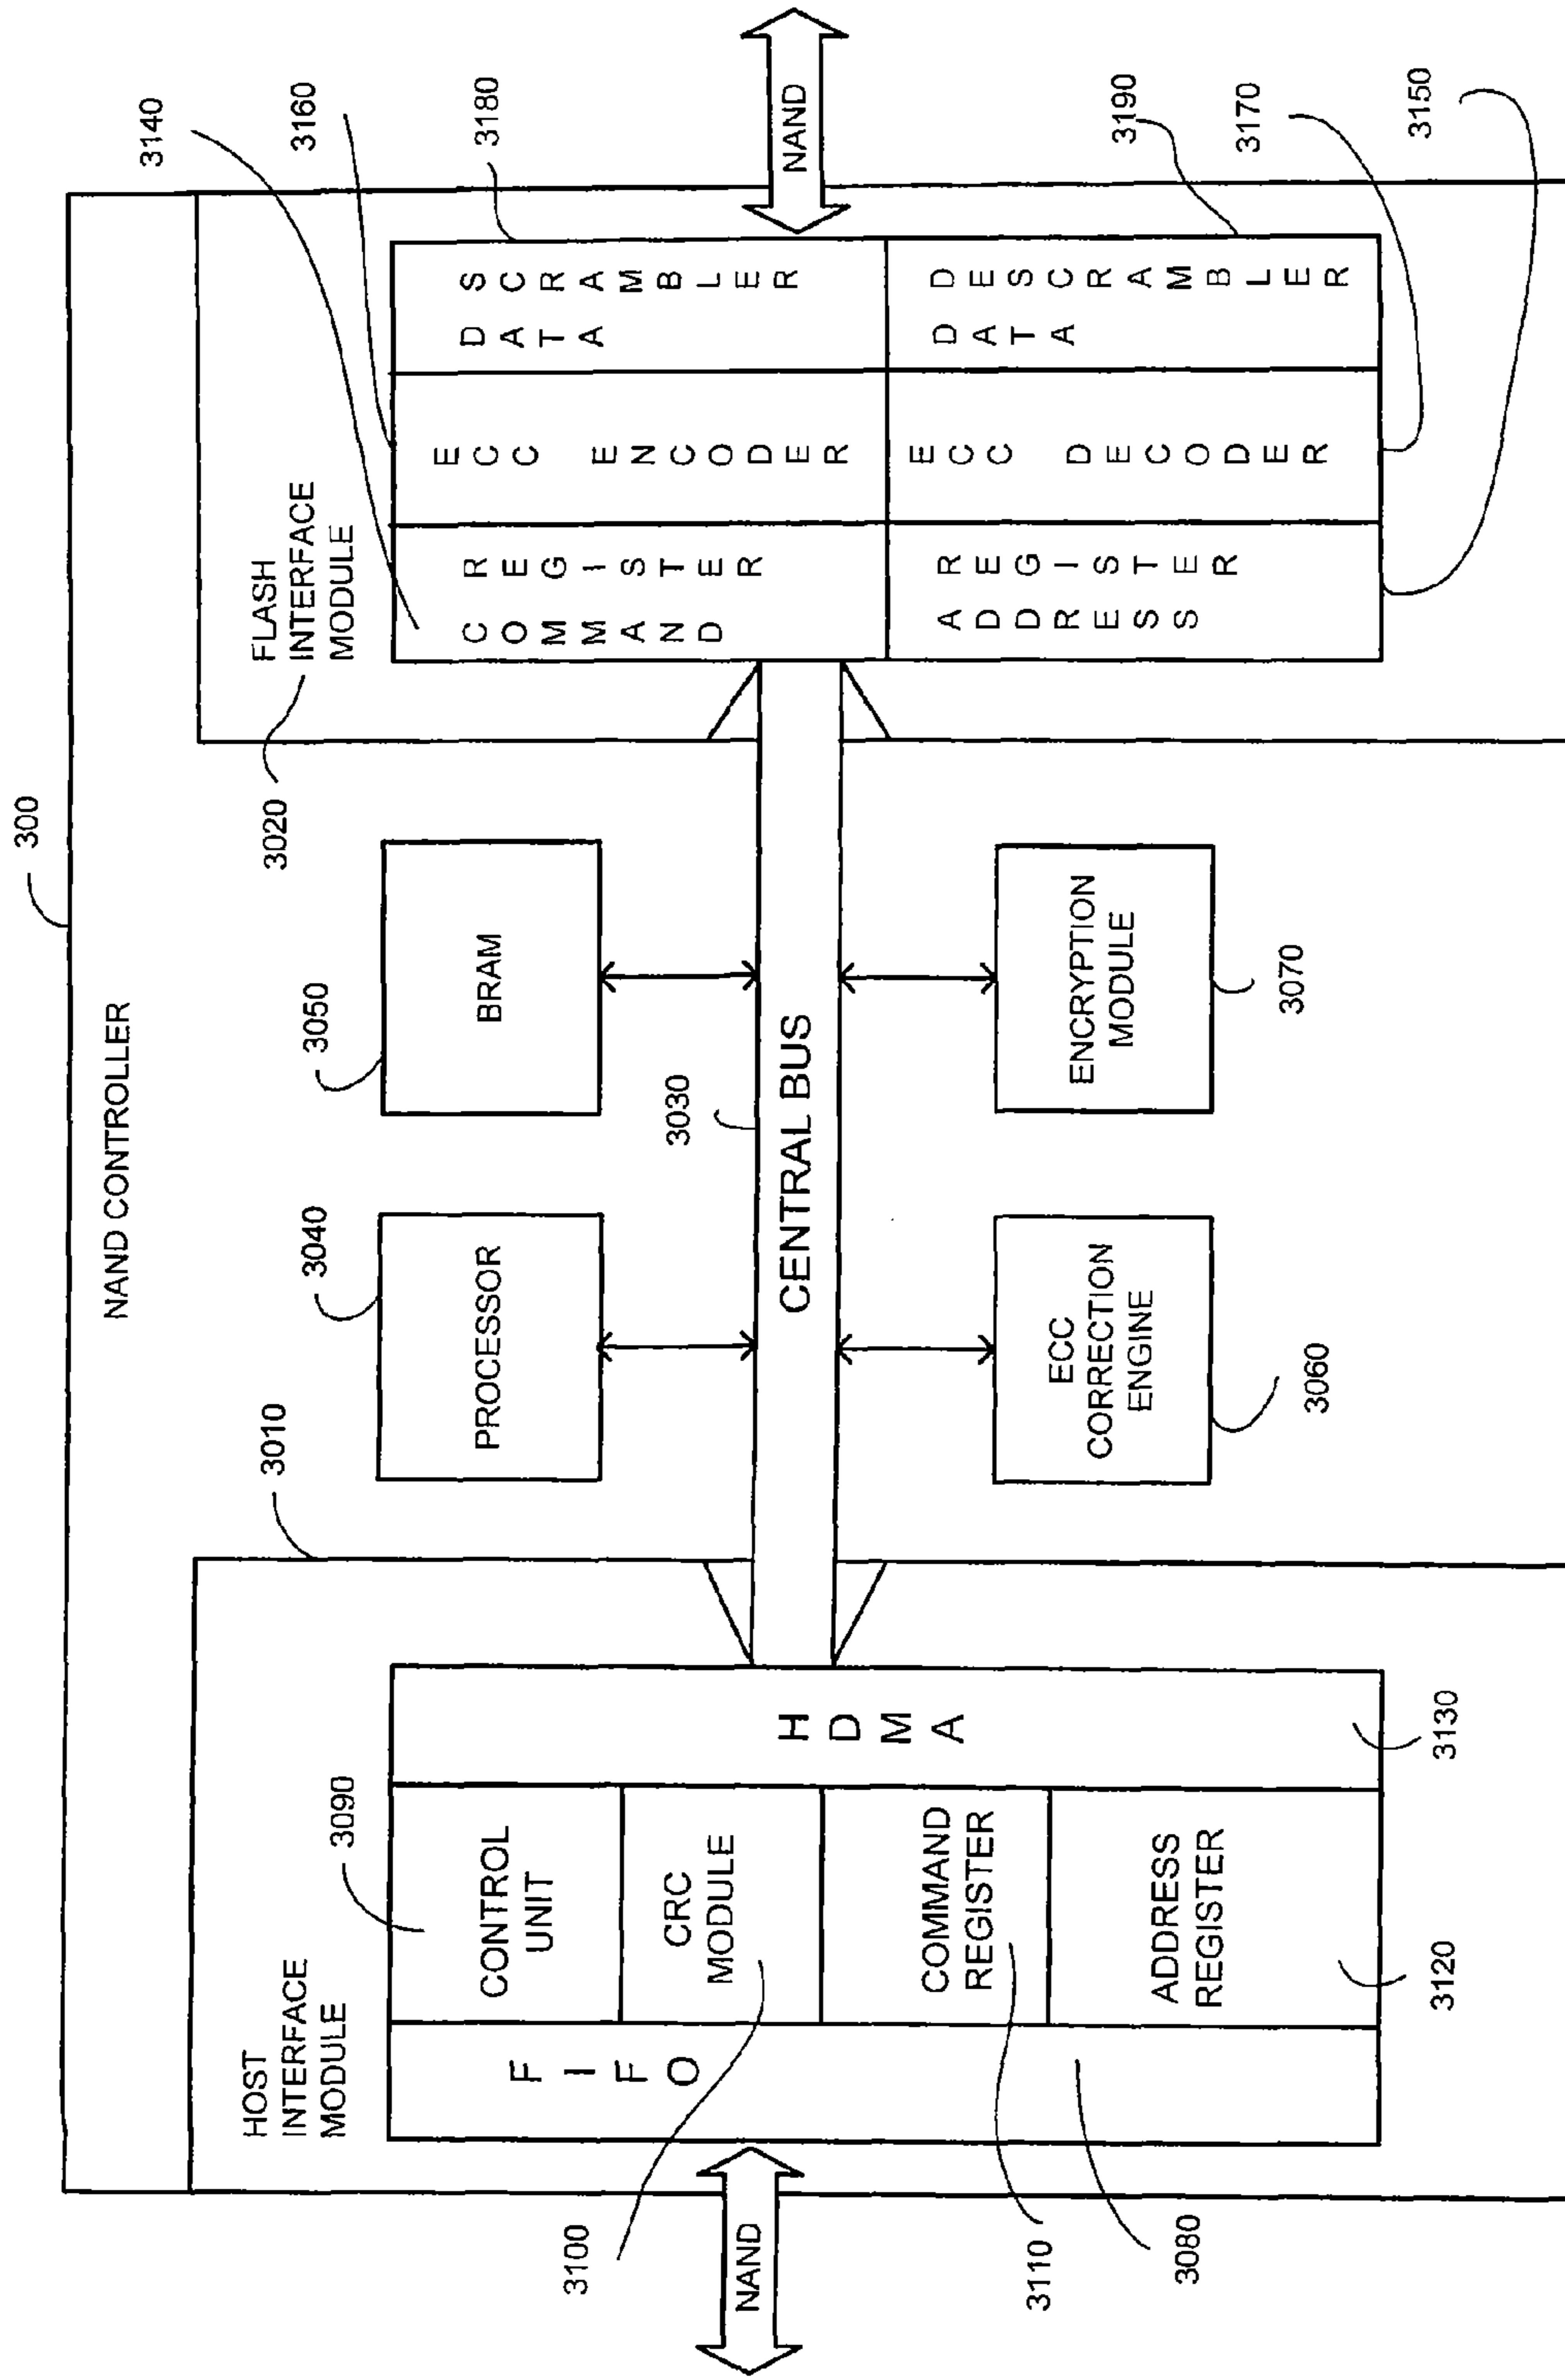 300
NAND CONTROLLER
HOST
INTERFACE
MODULE
3010
NAND
FIFO
3080
CONTROL
UNIT
3090
CRC
MODULE
3100
COMMAND
REGISTER
3110
ADDRESS
REGISTER
3120
HDMA
3130
PROCESSOR
3040
BRAM
3050
CENTRAL BUS
3030
ECC
CORRECTION
ENGINE
3060
ENCRYPTION
MODULE
3070
FLASH
INTERFACE
MODULE
3020
COMMAND
REGISTER
3140
ADDRESS
REGISTER
3150
ECC ENCODER
3160
ECC DECODER
3170
DATA
SCRAMBLER
3180
DATA
DESCRAMBLER
3190
NAND